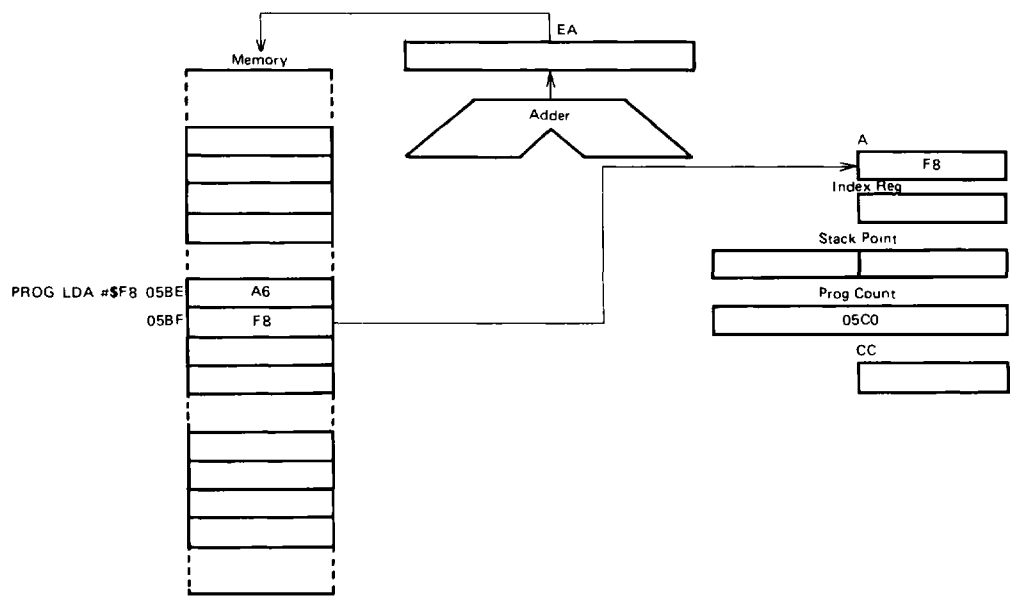 EA
Memory
Adder
A
F8
Index Reg
Stack Point
PROG LDA #$F8 05BE
A6
Prog Count
05BF
F8
05C0
CC